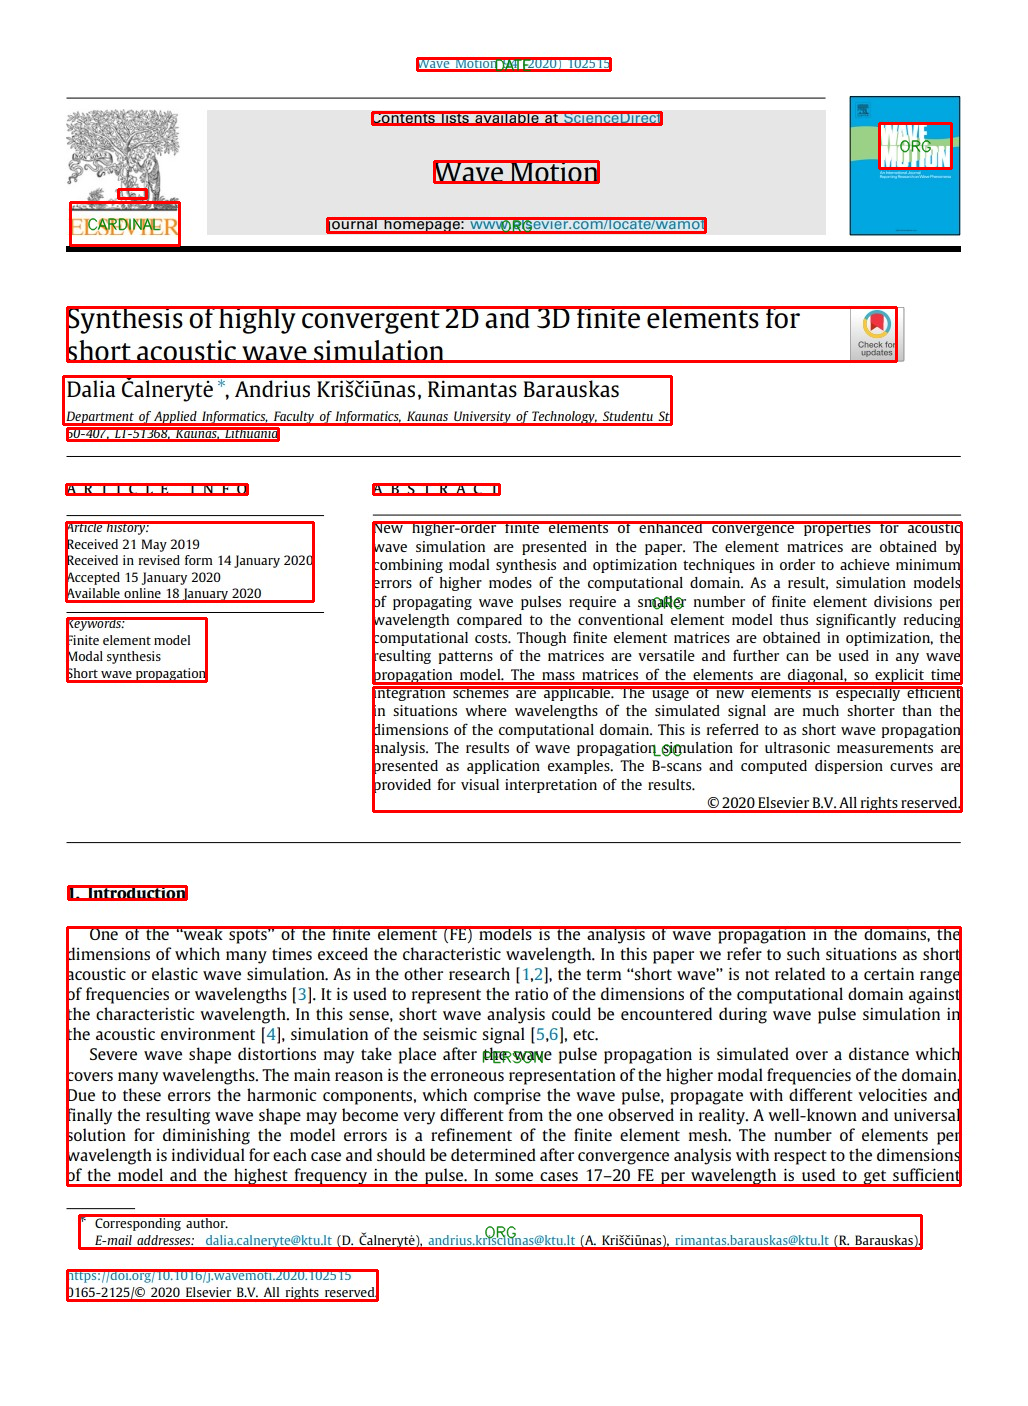 Wave Motion 94 (2020) 102515
DATE
Contents lists available at ScienceDirect
Wave Motion
journal homepage: www.elsevier.com/locate/wamot
ORG
CARDINAL
ELSEVIER
WAVE
MOTION
ORG
An International Journal
Reporting Research on Wave Phenomena
Synthesis of highly convergent 2D and 3D finite elements for
short acoustic wave simulation
Check for
updates
Dalia Čalnerytė *, Andrius Kriščiūnas, Rimantas Barauskas
Department of Applied Informatics, Faculty of Informatics, Kaunas University of Technology, Studentu St.
50-407, LT-51368, Kaunas, Lithuania
ARTICLE INFO
Article history:
Received 21 May 2019
Received in revised form 14 January 2020
Accepted 15 January 2020
Available online 18 January 2020
Keywords:
Finite element model
Modal synthesis
Short wave propagation
ABSTRACT
New higher-order finite elements of enhanced convergence properties for acoustic
wave simulation are presented in the paper. The element matrices are obtained by
combining modal synthesis and optimization techniques in order to achieve minimum
errors of higher modes of the computational domain. As a result, simulation models
of propagating wave pulses require a smaller number of finite element divisions per
ORG
wavelength compared to the conventional element model thus significantly reducing
computational costs. Though finite element matrices are obtained in optimization, the
resulting patterns of the matrices are versatile and further can be used in any wave
propagation model. The mass matrices of the elements are diagonal, so explicit time
integration schemes are applicable. The usage of new elements is especially efficient
in situations where wavelengths of the simulated signal are much shorter than the
dimensions of the computational domain. This is referred to as short wave propagation
analysis. The results of wave propagation simulation for ultrasonic measurements are
LOC
presented as application examples. The B-scans and computed dispersion curves are
provided for visual interpretation of the results.
© 2020 Elsevier B.V. All rights reserved.
1. Introduction
One of the “weak spots” of the finite element (FE) models is the analysis of wave propagation in the domains, the
dimensions of which many times exceed the characteristic wavelength. In this paper we refer to such situations as short
acoustic or elastic wave simulation. As in the other research [1,2], the term “short wave” is not related to a certain range
of frequencies or wavelengths [3]. It is used to represent the ratio of the dimensions of the computational domain against
the characteristic wavelength. In this sense, short wave analysis could be encountered during wave pulse simulation in
the acoustic environment [4], simulation of the seismic signal [5,6], etc.
Severe wave shape distortions may take place after the wave pulse propagation is simulated over a distance which
PERSON
covers many wavelengths. The main reason is the erroneous representation of the higher modal frequencies of the domain.
Due to these errors the harmonic components, which comprise the wave pulse, propagate with different velocities and
finally the resulting wave shape may become very different from the one observed in reality. A well-known and universal
solution for diminishing the model errors is a refinement of the finite element mesh. The number of elements per
wavelength is individual for each case and should be determined after convergence analysis with respect to the dimensions
of the model and the highest frequency in the pulse. In some cases 17–20 FE per wavelength is used to get sufficient
* Corresponding author.
ORG
E-mail addresses: dalia.calneryte@ktu.lt (D. Čalnerytė), andrius.krisciunas@ktu.lt (A. Kriščiūnas), rimantas.barauskas@ktu.lt (R. Barauskas).
https://doi.org/10.1016/j.wavemoti.2020.102515
0165-2125/© 2020 Elsevier B.V. All rights reserved.